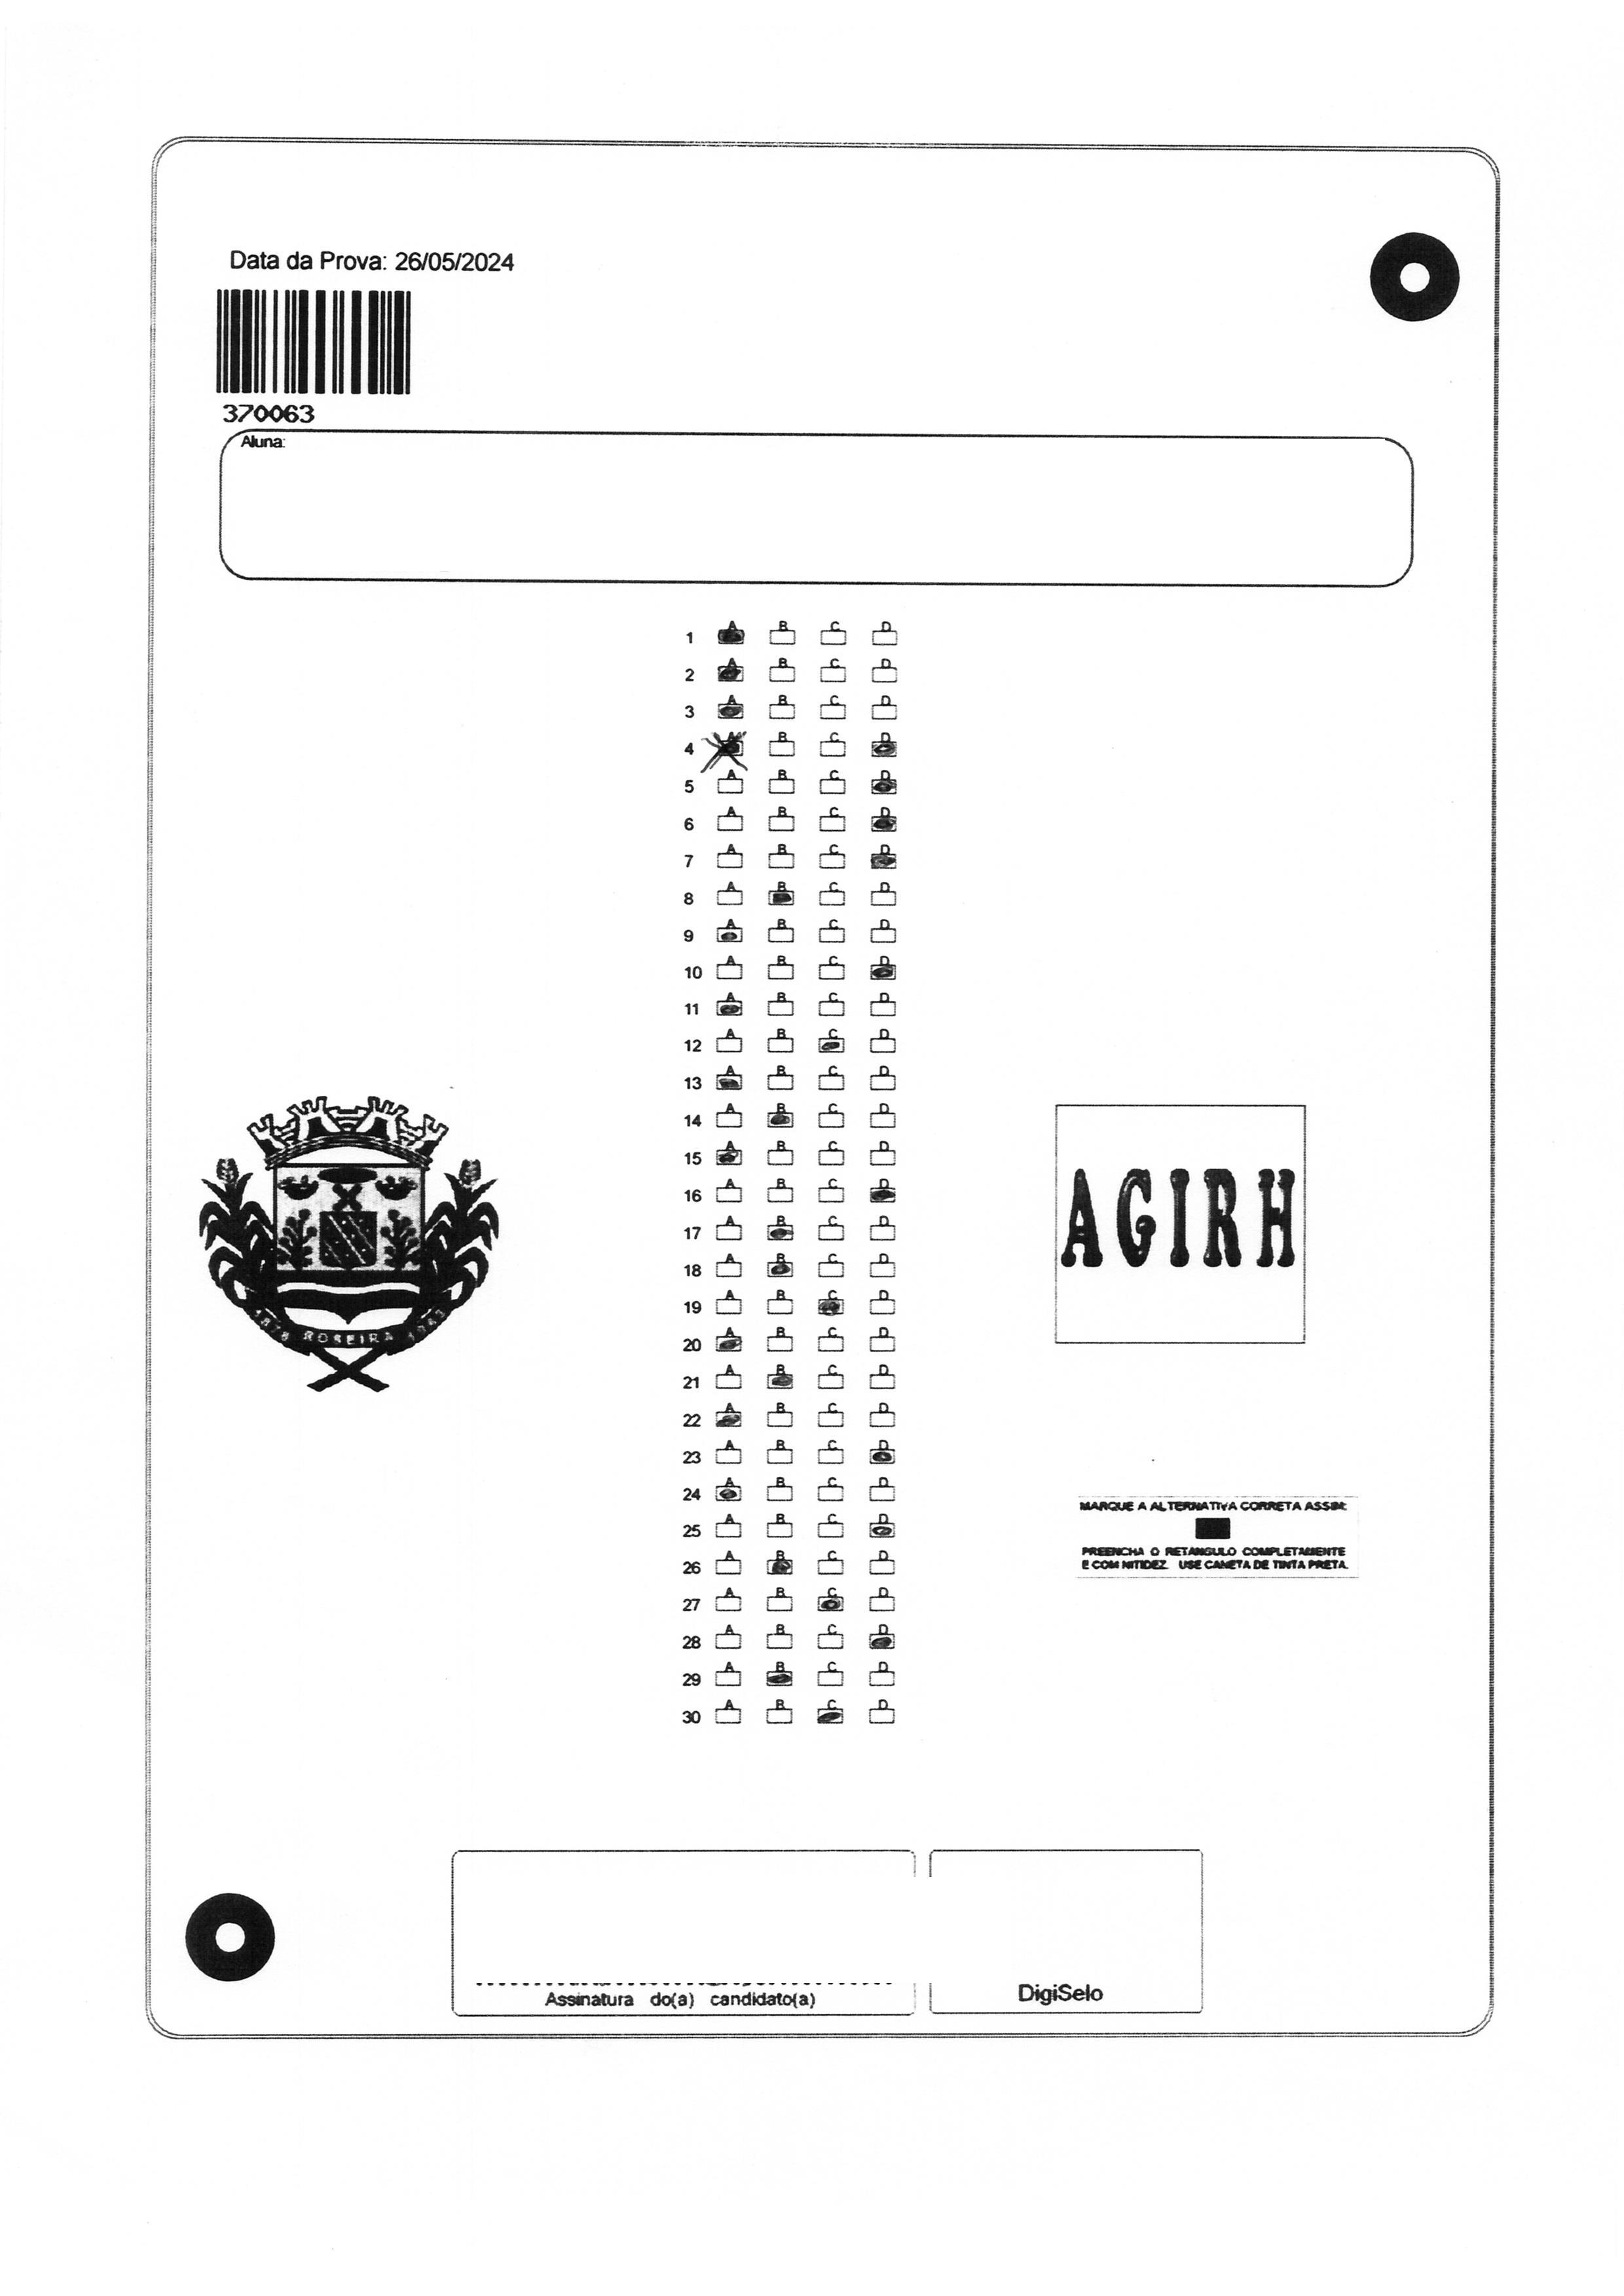 Data da Prova: 26/05/2024
370063
Aluna:
1 A B C D
2 A B C D
3 A B C D
4 A B C D
5 A B C D
6 A B C D
7 A B C D
8 A B C D
9 A B C D
10 A B C D
11 A B C D
12 A B C D
13 A B C D
14 A B C D
15 A B C D
16 A B C D
17 A B C D
18 A B C D
19 A B C D
20 A B C D
21 A B C D
22 A B C D
23 A B C D
24 A B C D
25 A B C D
26 A B C D
27 A B C D
28 A B C D
29 A B C D
30 A B C D
ROSEIRA
AGIRH
MARQUE A ALTERNATIVA CORRETA ASSIM:
PREENCHA O RETANGULO COMPLETAMENTE
E COM NITIDEZ. USE CANETA DE TINTA PRETA.
Assinatura do(a) candidato(a)
DigiSelo